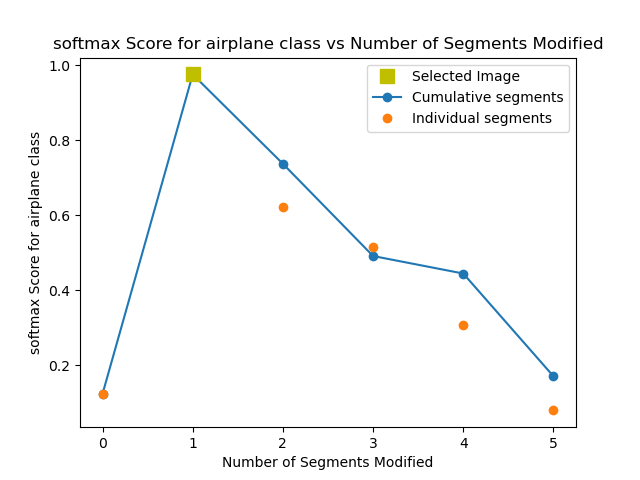 softmax Score for airplane class vs Number of Segments Modified
Selected Image
Cumulative segments
Individual segments
softmax Score for airplane class
1.0
0.8
0.6
0.4
0.2
0 1 2 3 4 5
Number of Segments Modified